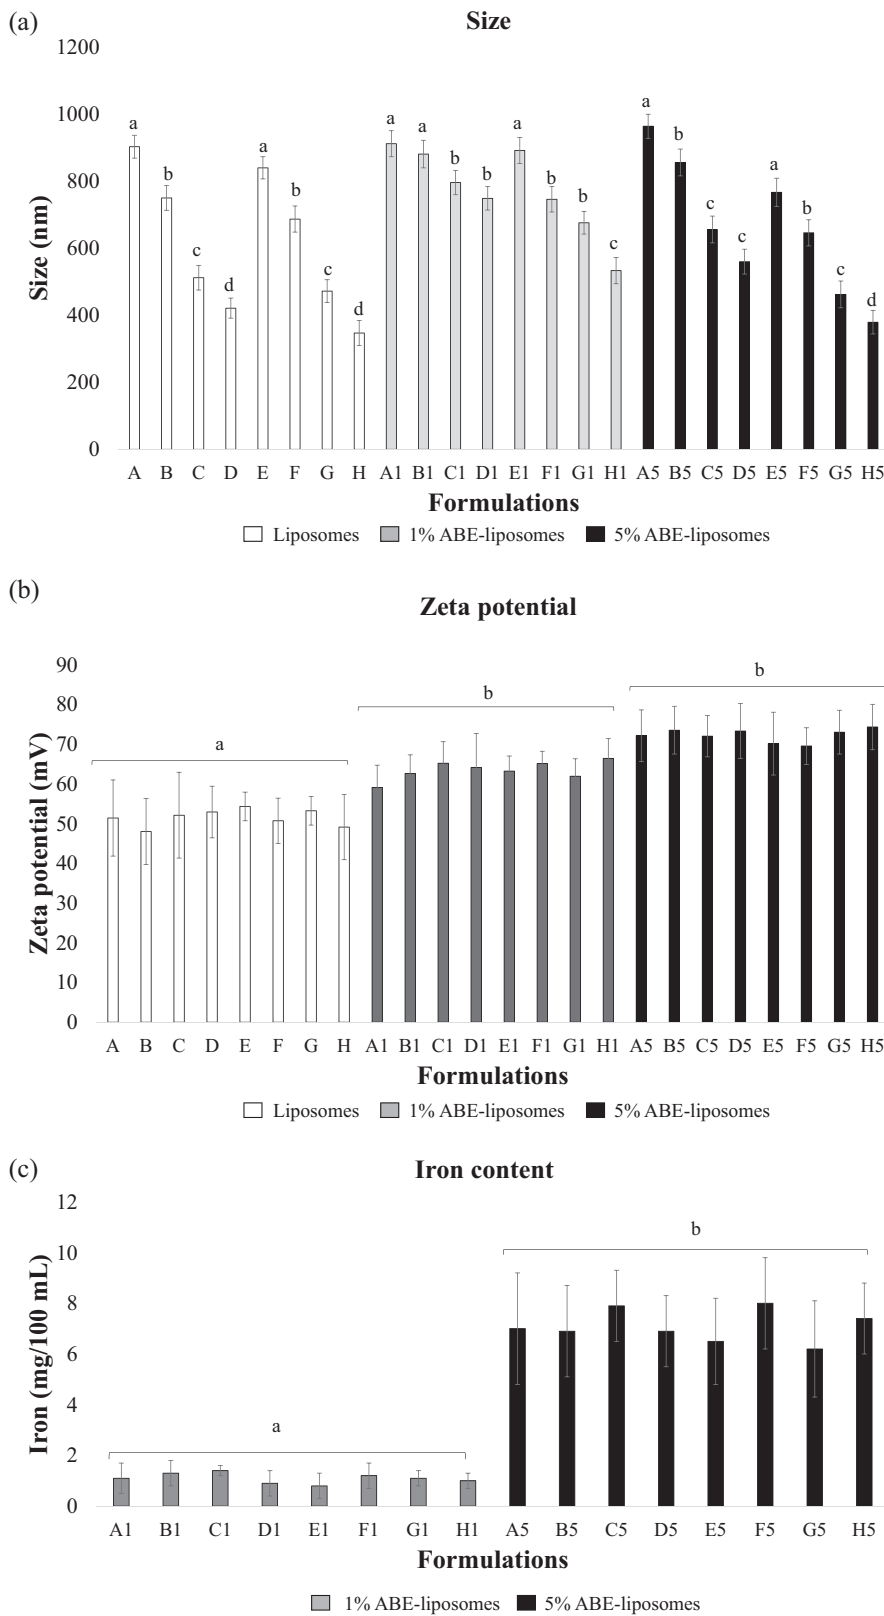 (a)
Size
1200
1000
800
600
400
200
0
Size (nm)
a b c d a b c d a a b b a b b c a b c c a b c d
A B C D E F G H A1 B1 C1 D1 E1 F1 G1 H1 A5 B5 C5 D5 E5 F5 G5 H5
Formulations
Liposomes 1% ABE-liposomes 5% ABE-liposomes
(b)
Zeta potential
90
80
70
60
50
40
30
20
10
0
Zeta potential (mV)
a b b
A B C D E F G H A1 B1 C1 D1 E1 F1 G1 H1 A5 B5 C5 D5 E5 F5 G5 H5
Formulations
Liposomes 1% ABE-liposomes 5% ABE-liposomes
(c)
Iron content
12
10
8
6
4
2
0
Iron (mg/100 mL)
a b
A1 B1 C1 D1 E1 F1 G1 H1 A5 B5 C5 D5 E5 F5 G5 H5
Formulations
1% ABE-liposomes 5% ABE-liposomes